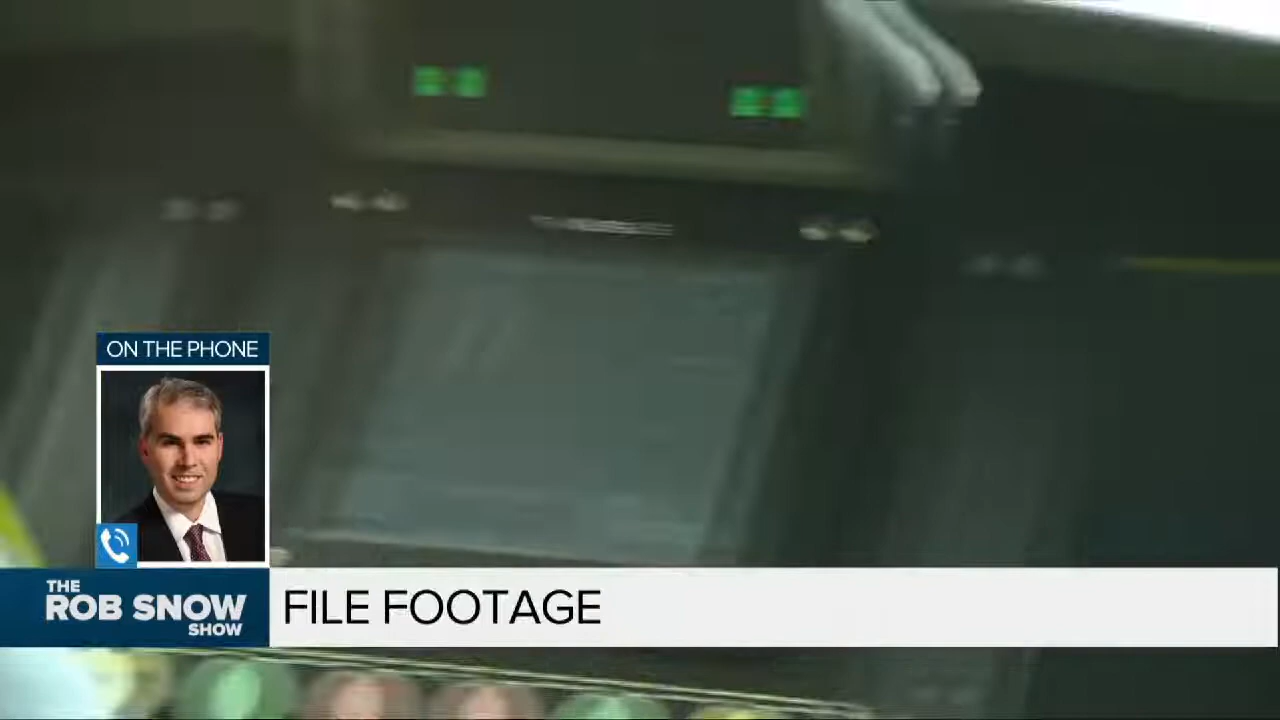 ON THE PHONE
THE
ROB SNOW
SHOW
FILE FOOTAGE